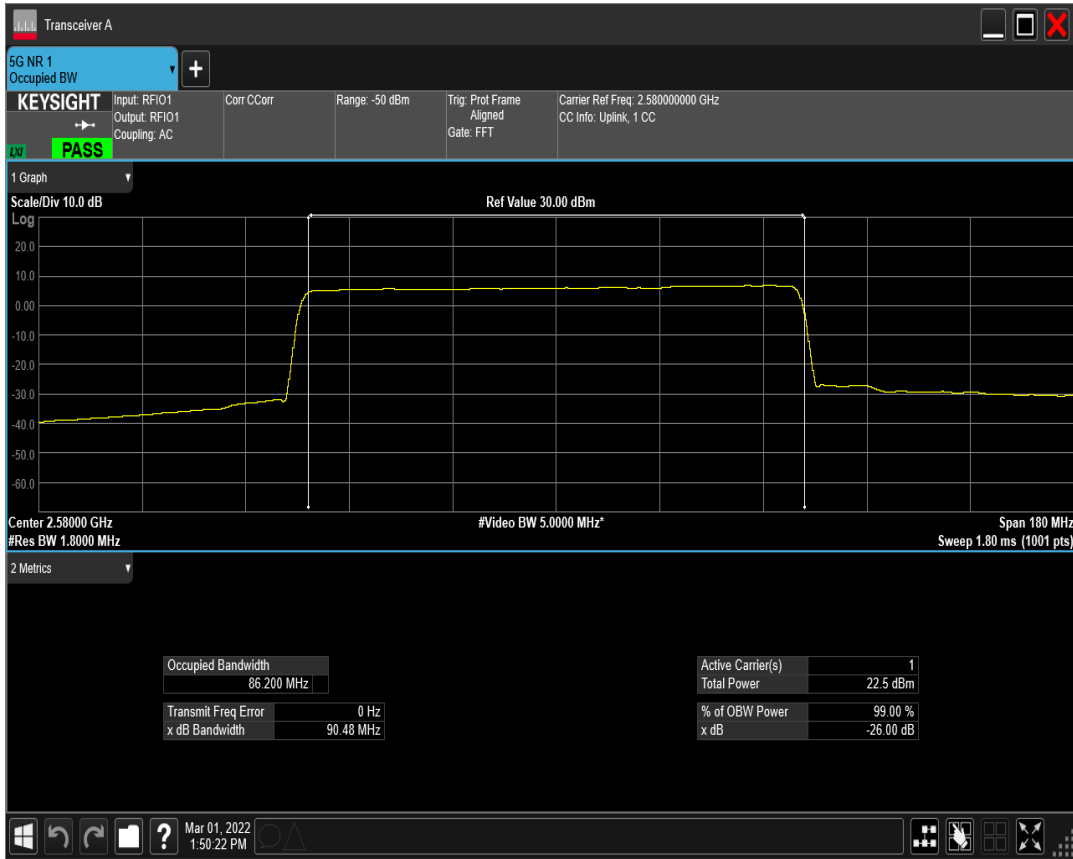 Transceiver A
5G NR 1
Occupied BW
KEYSIGHT
LXI
PASS
Input: RFIO1
Output: RFIO1
Coupling: AC
Corr CCorr
Range: -50 dBm
Trig: Prot Frame
Aligned
Gate: FFT
Carrier Ref Freq: 2.580000000 GHz
CC Info: Uplink, 1 CC
1 Graph
Scale/Div 10.0 dB
Ref Value 30.00 dBm
Log
20.0
10.0
0.00
-10.0
-20.0
-30.0
-40.0
-50.0
-60.0
Center 2.58000 GHz
#Video BW 5.0000 MHz*
Span 180 MHz
#Res BW 1.8000 MHz
Sweep 1.80 ms (1001 pts)
2 Metrics
Occupied Bandwidth
86.200 MHz
Transmit Freq Error 0 Hz
x dB Bandwidth 90.48 MHz
Active Carrier(s) 1
Total Power 22.5 dBm
% of OBW Power 99.00 %
x dB -26.00 dB
?
Mar 01, 2022
1:50:22 PM